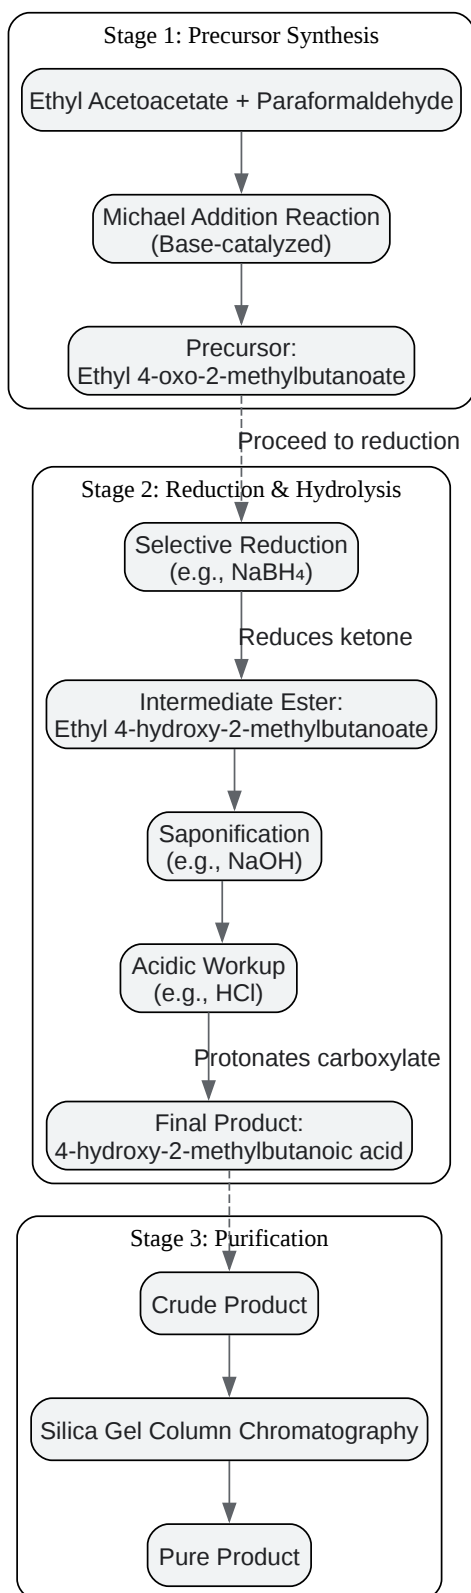 Stage 1: Precursor Synthesis
Ethyl Acetoacetate + Paraformaldehyde
Michael Addition Reaction
(Base-catalyzed)
Precursor:
Ethyl 4-oxo-2-methylbutanoate
Proceed to reduction
Stage 2: Reduction & Hydrolysis
Selective Reduction
(e.g., NaBH₄)
Reduces ketone
Intermediate Ester:
Ethyl 4-hydroxy-2-methylbutanoate
Saponification
(e.g., NaOH)
Acidic Workup
(e.g., HCl)
Protonates carboxylate
Final Product:
4-hydroxy-2-methylbutanoic acid
Stage 3: Purification
Crude Product
Silica Gel Column Chromatography
Pure Product